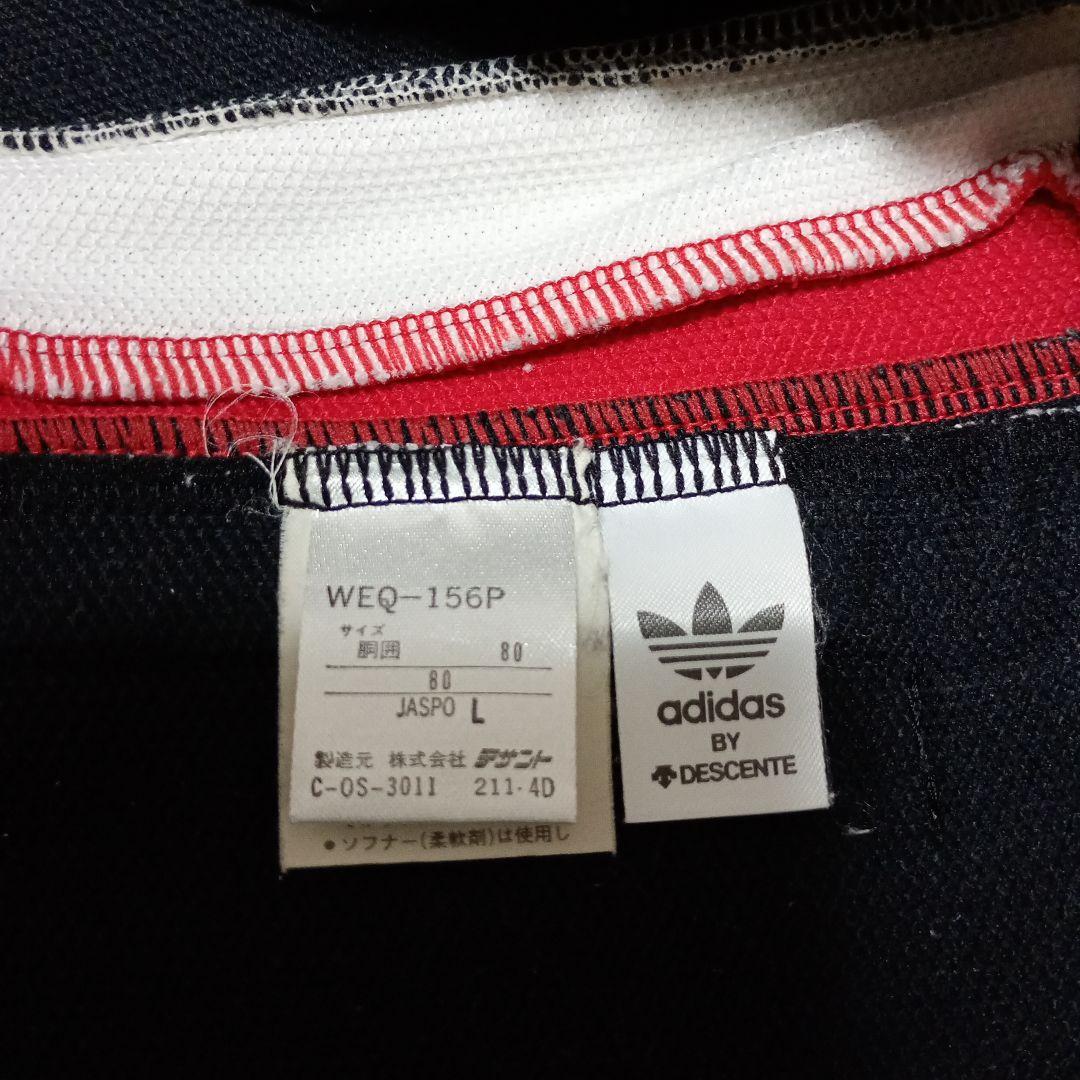 WEQ-156P
サイズ
胴囲 80
80
JASPO L
製造元 株式会社 デサント
C-OS-3011 211·4D
●ソフナー(柔軟剤)は使用し
adidas
BY
DESCENTE